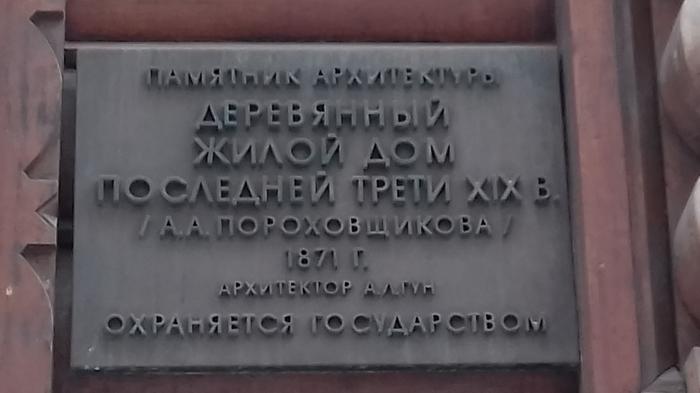 ПАМЯТНИК АРХИТЕКТУРЫ
ДЕРЕВЯННЫЙ
ЖИЛОЙ ДОМ
ПОСЛЕДНЕЙ ТРЕТИ XIX В.
/ А.А. ПОРОХОВЩИКОВА /
1871 Г.
АРХИТЕКТОР А.Л.ГУН
ОХРАНЯЕТСЯ ГОСУДАРСТВОМ